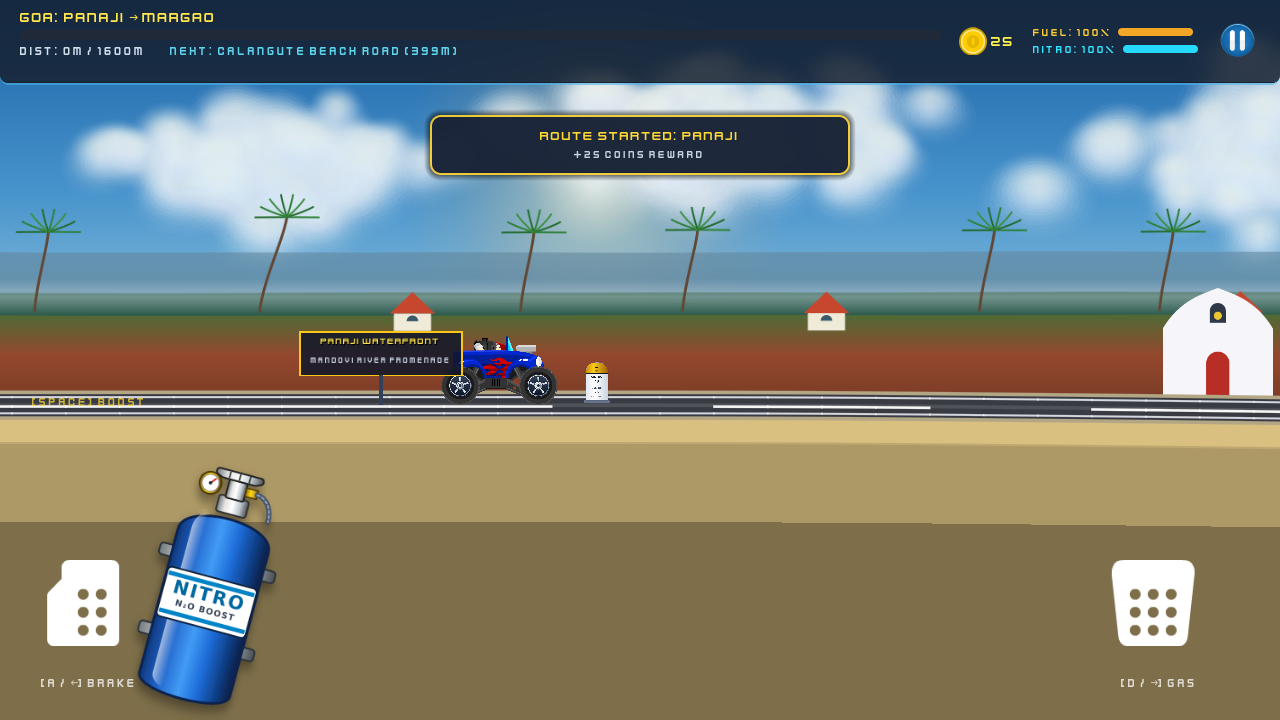 GOA: PANAJI → MARGAO
DIST: 0M / 1600M
NEXT: CALANGUTE BEACH ROAD (399M)
25
FUEL: 100%
NITRO: 100%
ROUTE STARTED: PANAJI
+25 COINS REWARD
PANAJI WATERFRONT
MANDOVI RIVER PROMENADE
[SPACE] BOOST
NITRO
N₂O BOOST
[A / ←] BRAKE
[D / →] GAS